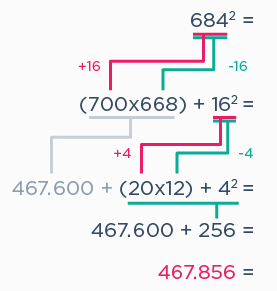 684² =
+16 -16
(700x668) + 16² =
+4 -4
467.600 + (20x12) + 4² =
467.600 + 256 =
467.856 =